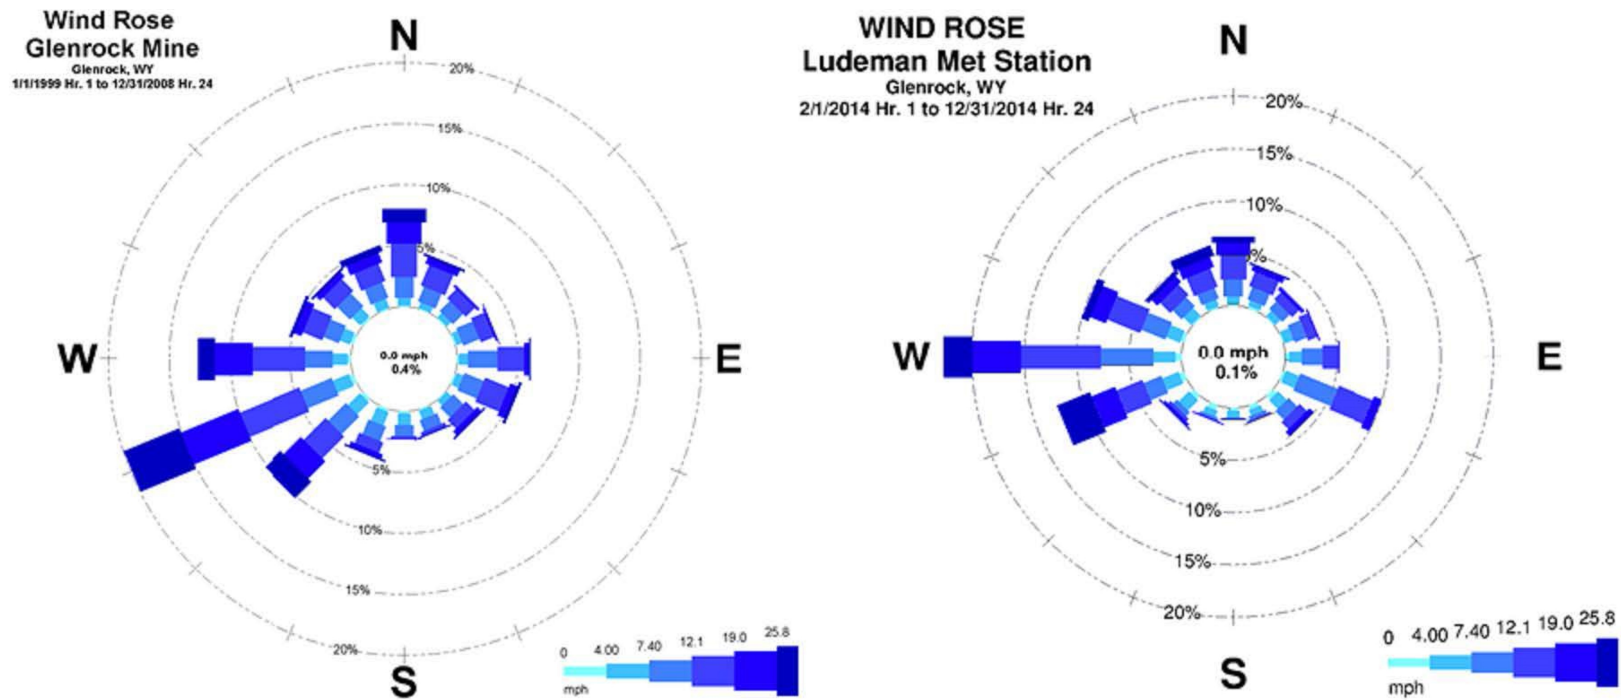 Wind Rose
Glenrock Mine
Glenrock, WY
1/1/1999 Hr. 1 to 12/31/2008 Hr. 24
N
20%
15%
10%
5%
W
0.0 mph
0.4%
E
5%
10%
15%
20%
S
0 4.00 7.40 12.1 19.0 25.8
mph
WIND ROSE
Ludeman Met Station
Glenrock, WY
2/1/2014 Hr. 1 to 12/31/2014 Hr. 24
N
20%
15%
10%
%
W
0.0 mph
0.1%
E
5%
10%
15%
20%
S
0 4.00 7.40 12.1 19.0 25.8
mph